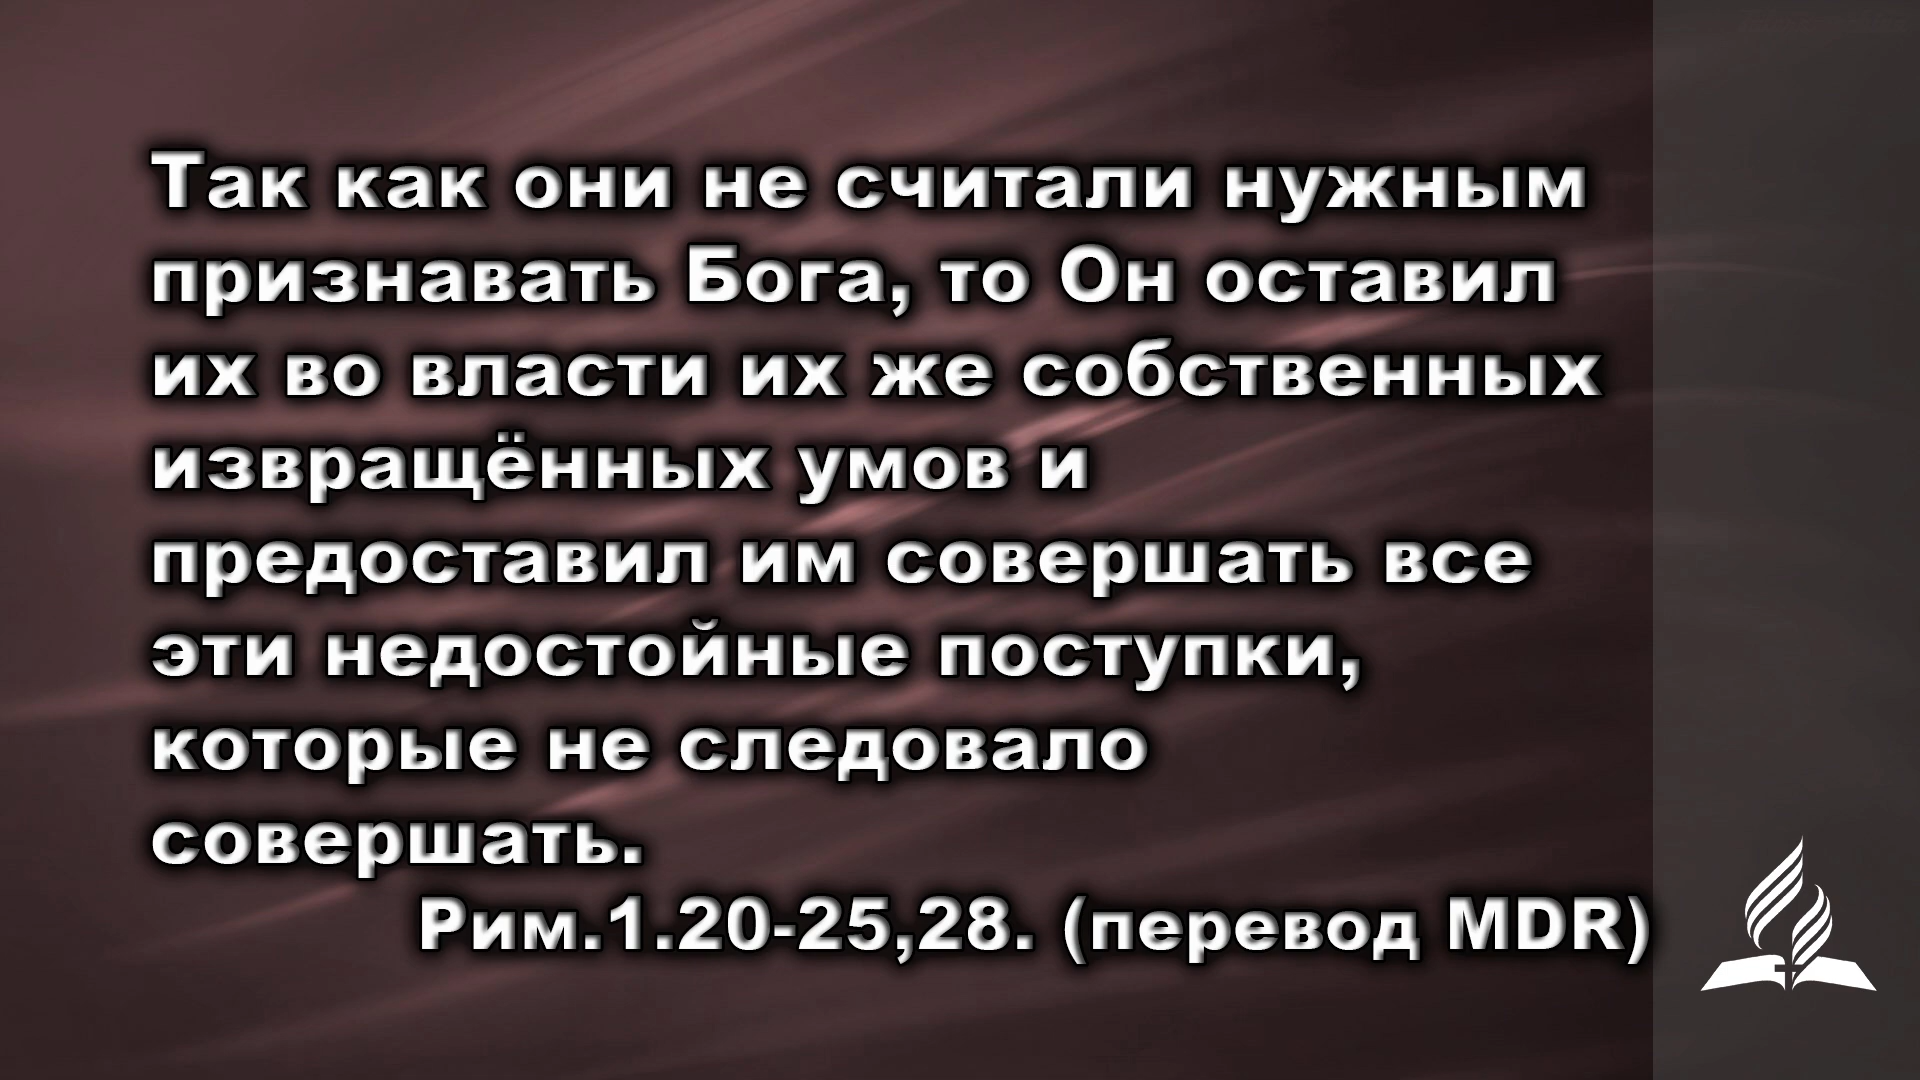 Так как они не считали нужным
признавать Бога, то Он оставил
их во власти их же собственных
извращённых умов и
предоставил им совершать все
эти недостойные поступки,
которые не следовало
совершать.
Рим.1.20-25,28. (перевод MDR)